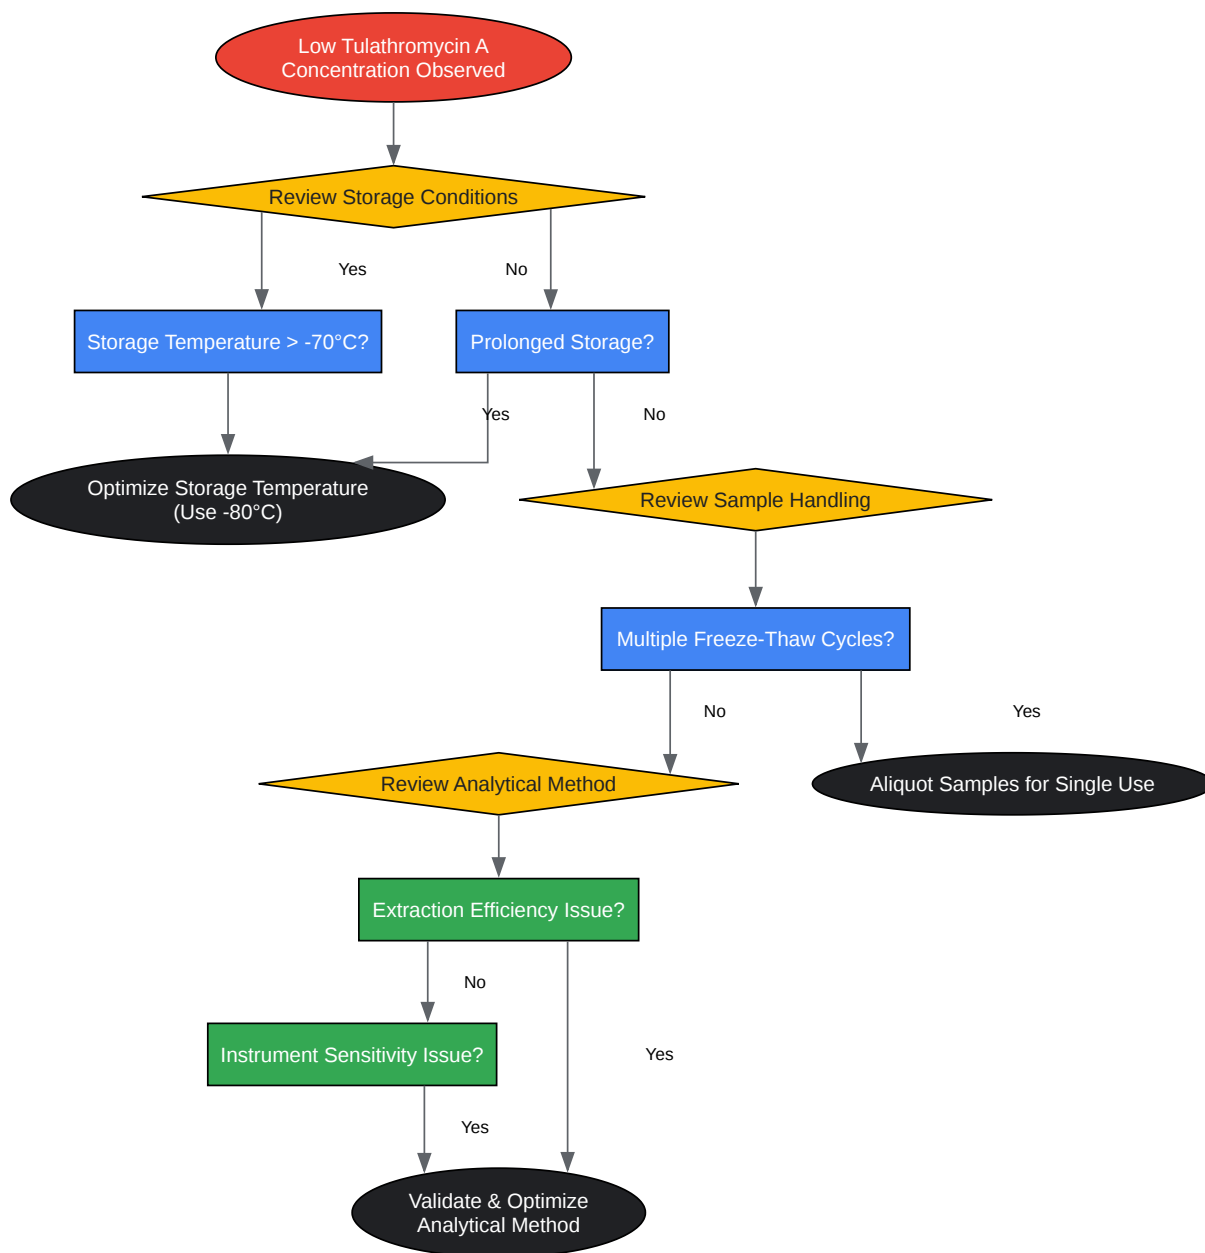 Low Tulathromycin A
Concentration Observed
Review Storage Conditions
Yes
No
Storage Temperature > -70°C?
Prolonged Storage?
Yes
No
Optimize Storage Temperature
(Use -80°C)
Review Sample Handling
Multiple Freeze-Thaw Cycles?
No
Yes
Review Analytical Method
Aliquot Samples for Single Use
Extraction Efficiency Issue?
No
Instrument Sensitivity Issue?
Yes
Yes
Validate & Optimize
Analytical Method